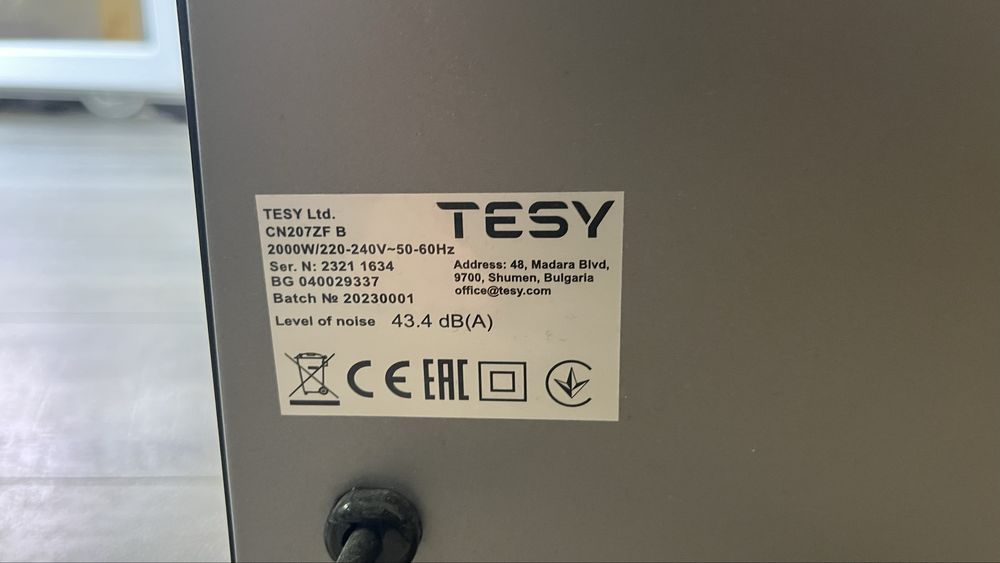 TESY Ltd.
CN207ZF B
2000W/220-240V~50-60Hz
Ser. N: 2321 1634
BG 040029337
Batch № 20230001
Level of noise 43.4 dB(A)
TESY
Address: 48, Madara Blvd,
9700, Shumen, Bulgaria
office@tesy.com
CE EAC